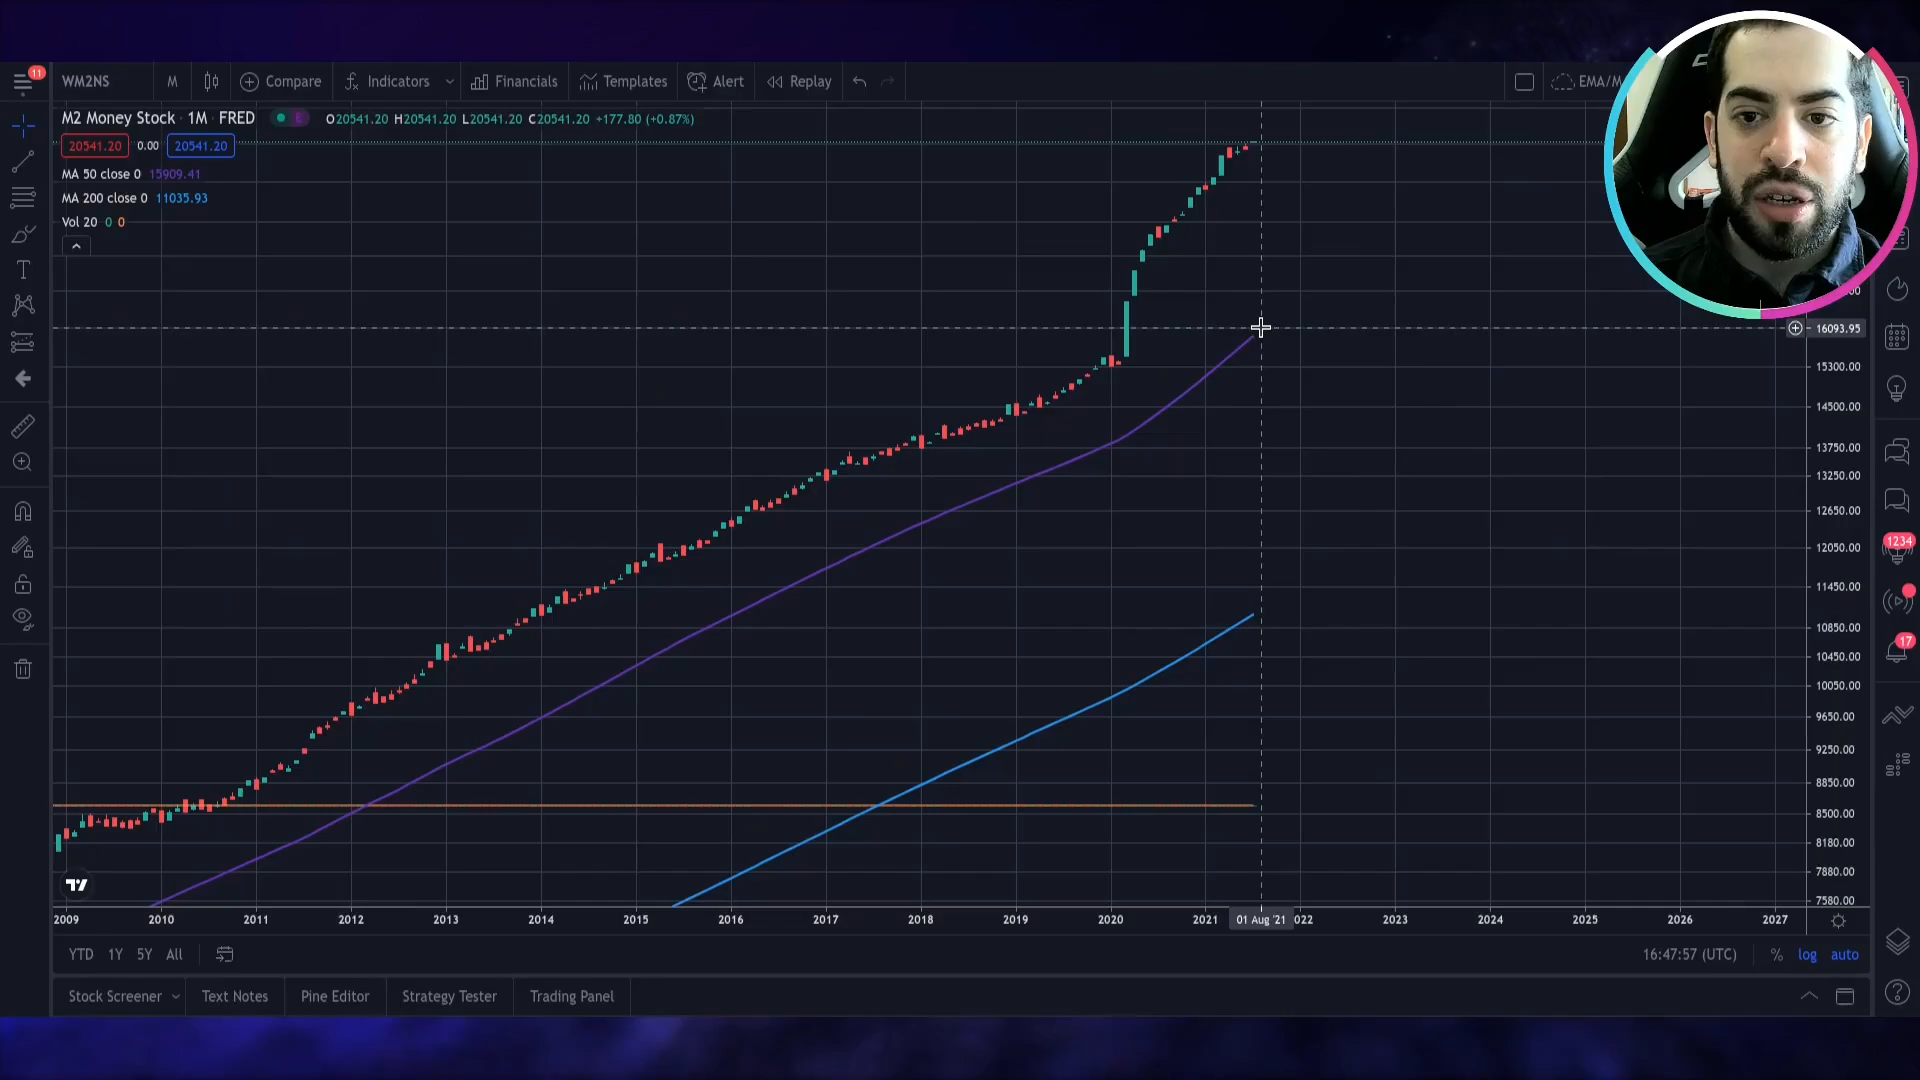 11
WM2NS M Compare Indicators Financials Templates Alert Replay EMA/M
M2 Money Stock · 1M · FRED E O20541.20 H20541.20 L20541.20 C20541.20 +177.80 (+0.87%)
20541.20 0.00 20541.20
MA 50 close 0 15909.41
MA 200 close 0 11035.93
Vol 20 0 0
16093.95
15300.00
14500.00
13750.00
13250.00
12650.00
12050.00
11450.00
10850.00
10450.00
10050.00
9650.00
9250.00
8850.00
8500.00
8180.00
7880.00
7580.00
1234
17
2009 2010 2011 2012 2013 2014 2015 2016 2017 2018 2019 2020 2021 01 Aug '21 022 2023 2024 2025 2026 2027
YTD 1Y 5Y All 16:47:57 (UTC) % log auto
Stock Screener Text Notes Pine Editor Strategy Tester Trading Panel